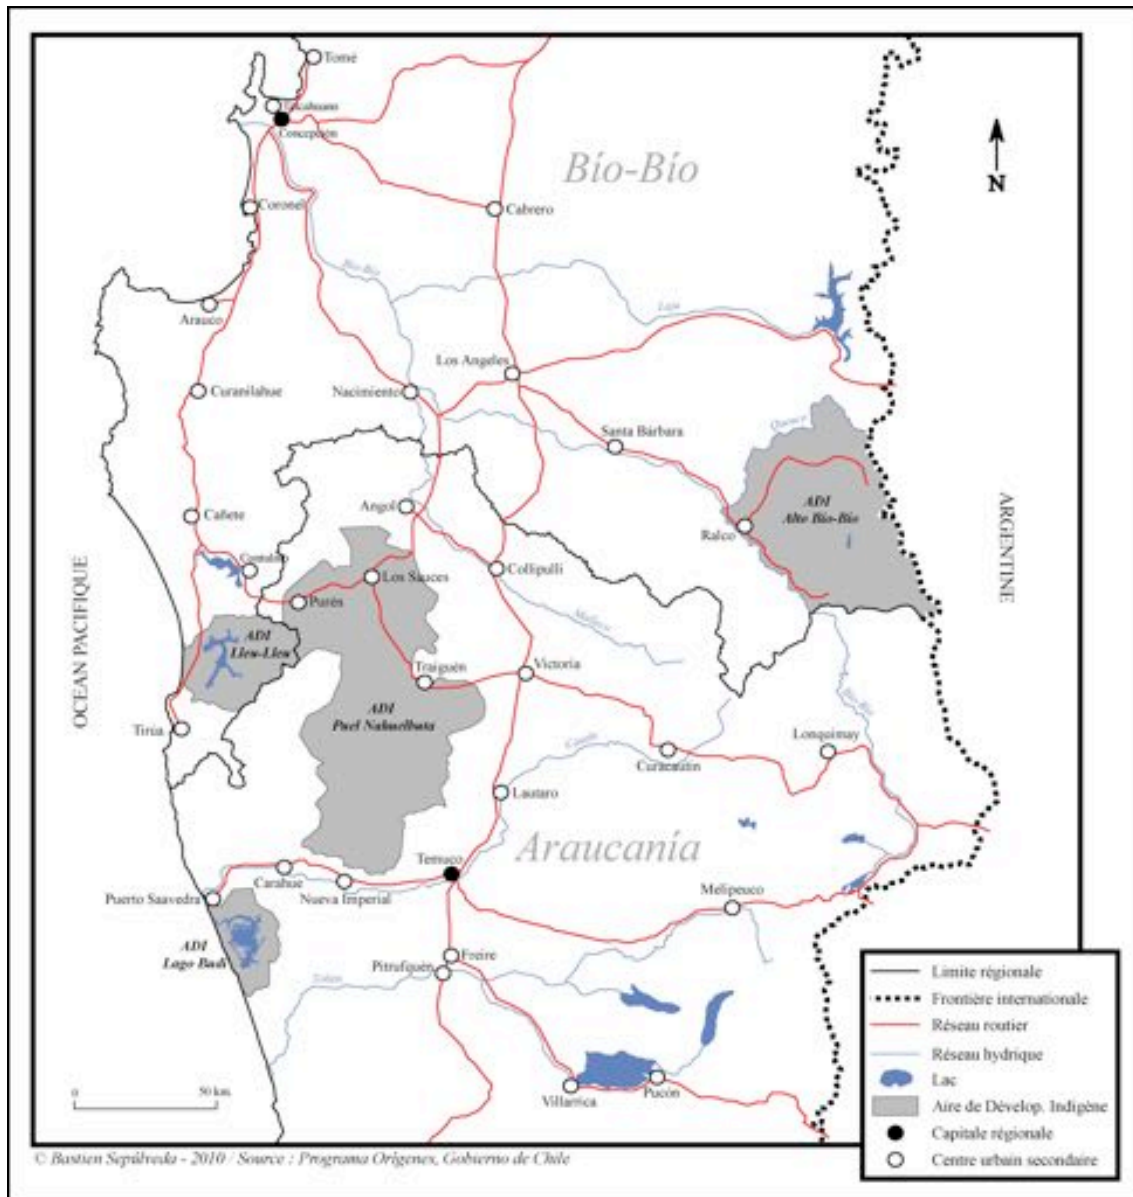 Tomé
Talcahuano
Concepción
Bío-Bío
N
Coronel
Cabrero
Bío-Bío
Laja
Arauco
Los Angeles
Curanilahue
Nacimiento
Santa Bárbara
Queuco
Angol
ADI
Alto Bío-Bío
Cañete
Ralco
ARGENTINE
OCEAN PACIFIQUE
Contulmo
Los Sauces
Collipulli
Purén
Malleco
ADI
Lleu-Lleu
Traiguén
Victoria
ADI
Puel Nahuelbuta
Bío-Bío
Tirúa
Cautín
Curacautín
Lonquimay
Lautaro
Araucanía
Temuco
Carahue
Melipeuco
Puerto Saavedra
Nueva Imperial
ADI
Lago Budi
Freire
Pitrufquén
Toltén
Villarrica
Pucón
0 50 km
Limite régionale
Frontière internationale
Réseau routier
Réseau hydrique
Lac
Aire de Dévelop. Indigène
Capitale régionale
Centre urbain secondaire
© Bastien Sepúlveda - 2010 / Source : Programa Orígenes, Gobierno de Chile